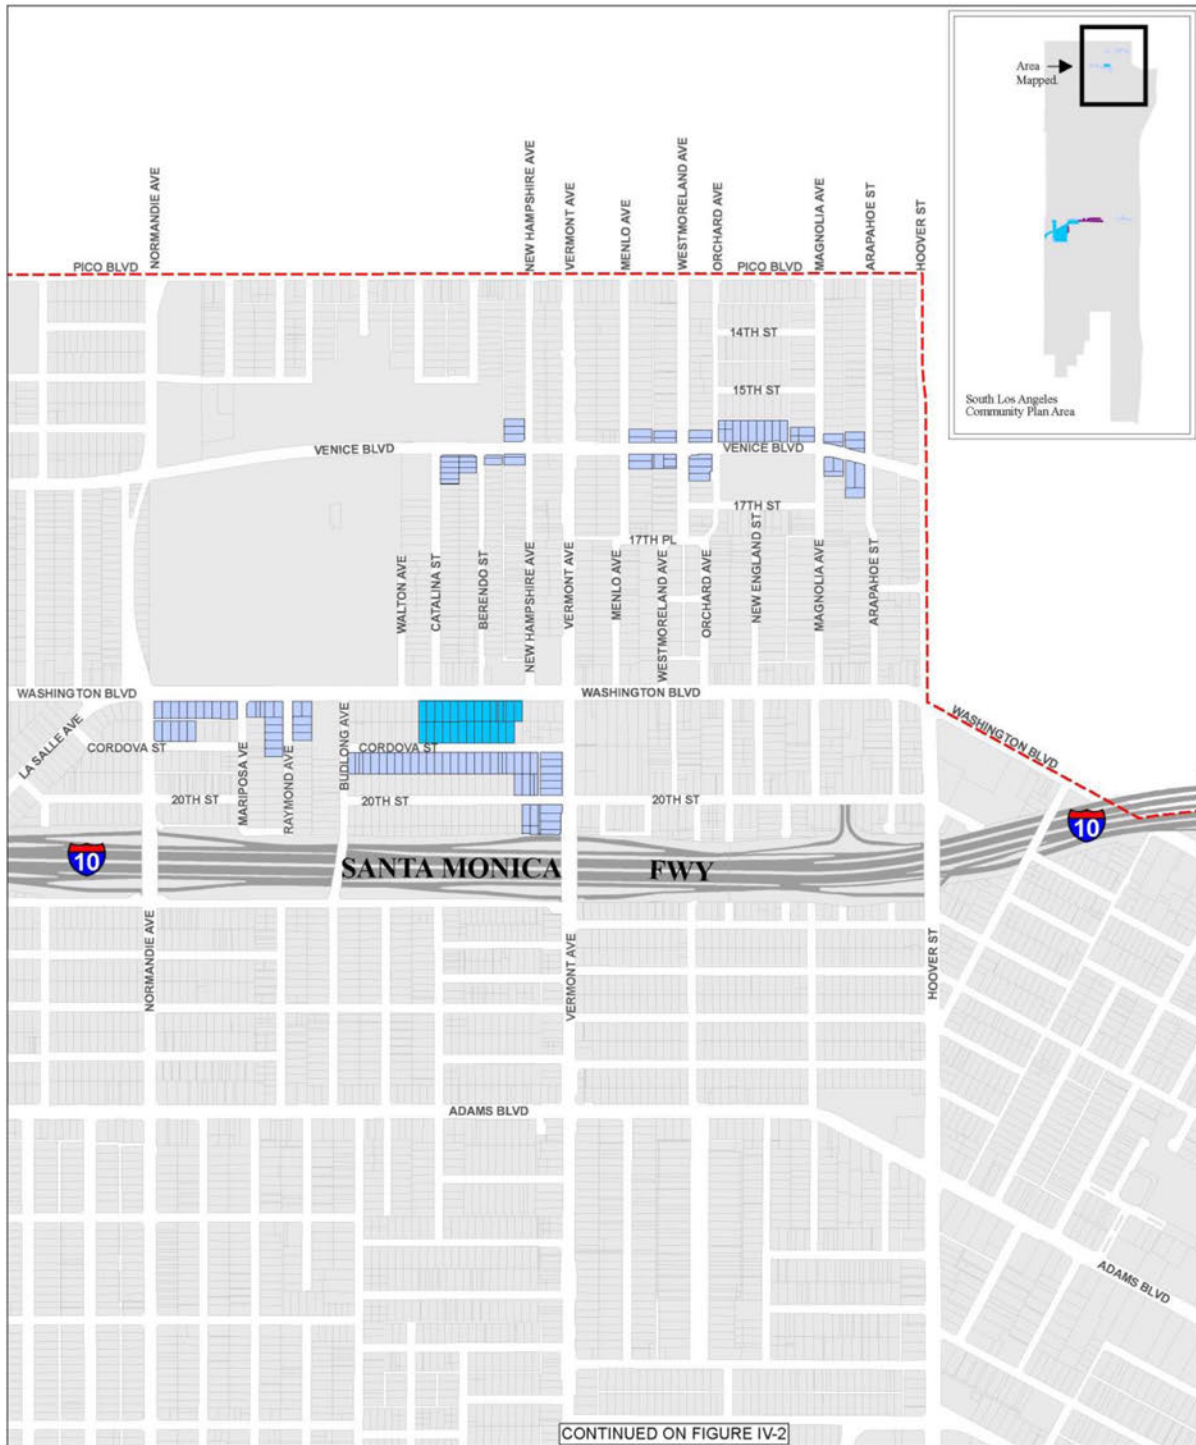 Area
Mapped.
South Los Angeles
Community Plan Area
NORMANDIE AVE
NEW HAMPSHIRE AVE
VERMONT AVE
MENLO AVE
WESTMORELAND AVE
ORCHARD AVE
MAGNOLIA AVE
ARAPAHOE ST
HOOVER ST
PICO BLVD
PICO BLVD
14TH ST
15TH ST
VENICE BLVD
VENICE BLVD
17TH ST
17TH PL
WALTON AVE
CATALINA ST
BERENDO ST
NEW HAMPSHIRE AVE
VERMONT AVE
MENLO AVE
WESTMORELAND AVE
ORCHARD AVE
NEW ENGLAND ST
MAGNOLIA AVE
ARAPAHOE ST
WASHINGTON BLVD
WASHINGTON BLVD
WASHINGTON BLVD
LA SALLE AVE
CORDOVA ST
MARIPOSA VE
RAYMOND AVE
BUDLONG AVE
CORDOVA ST
20TH ST
20TH ST
20TH ST
10
SANTA MONICA
FWY
10
NORMANDIE AVE
VERMONT AVE
HOOVER ST
ADAMS BLVD
ADAMS BLVD
CONTINUED ON FIGURE IV-2